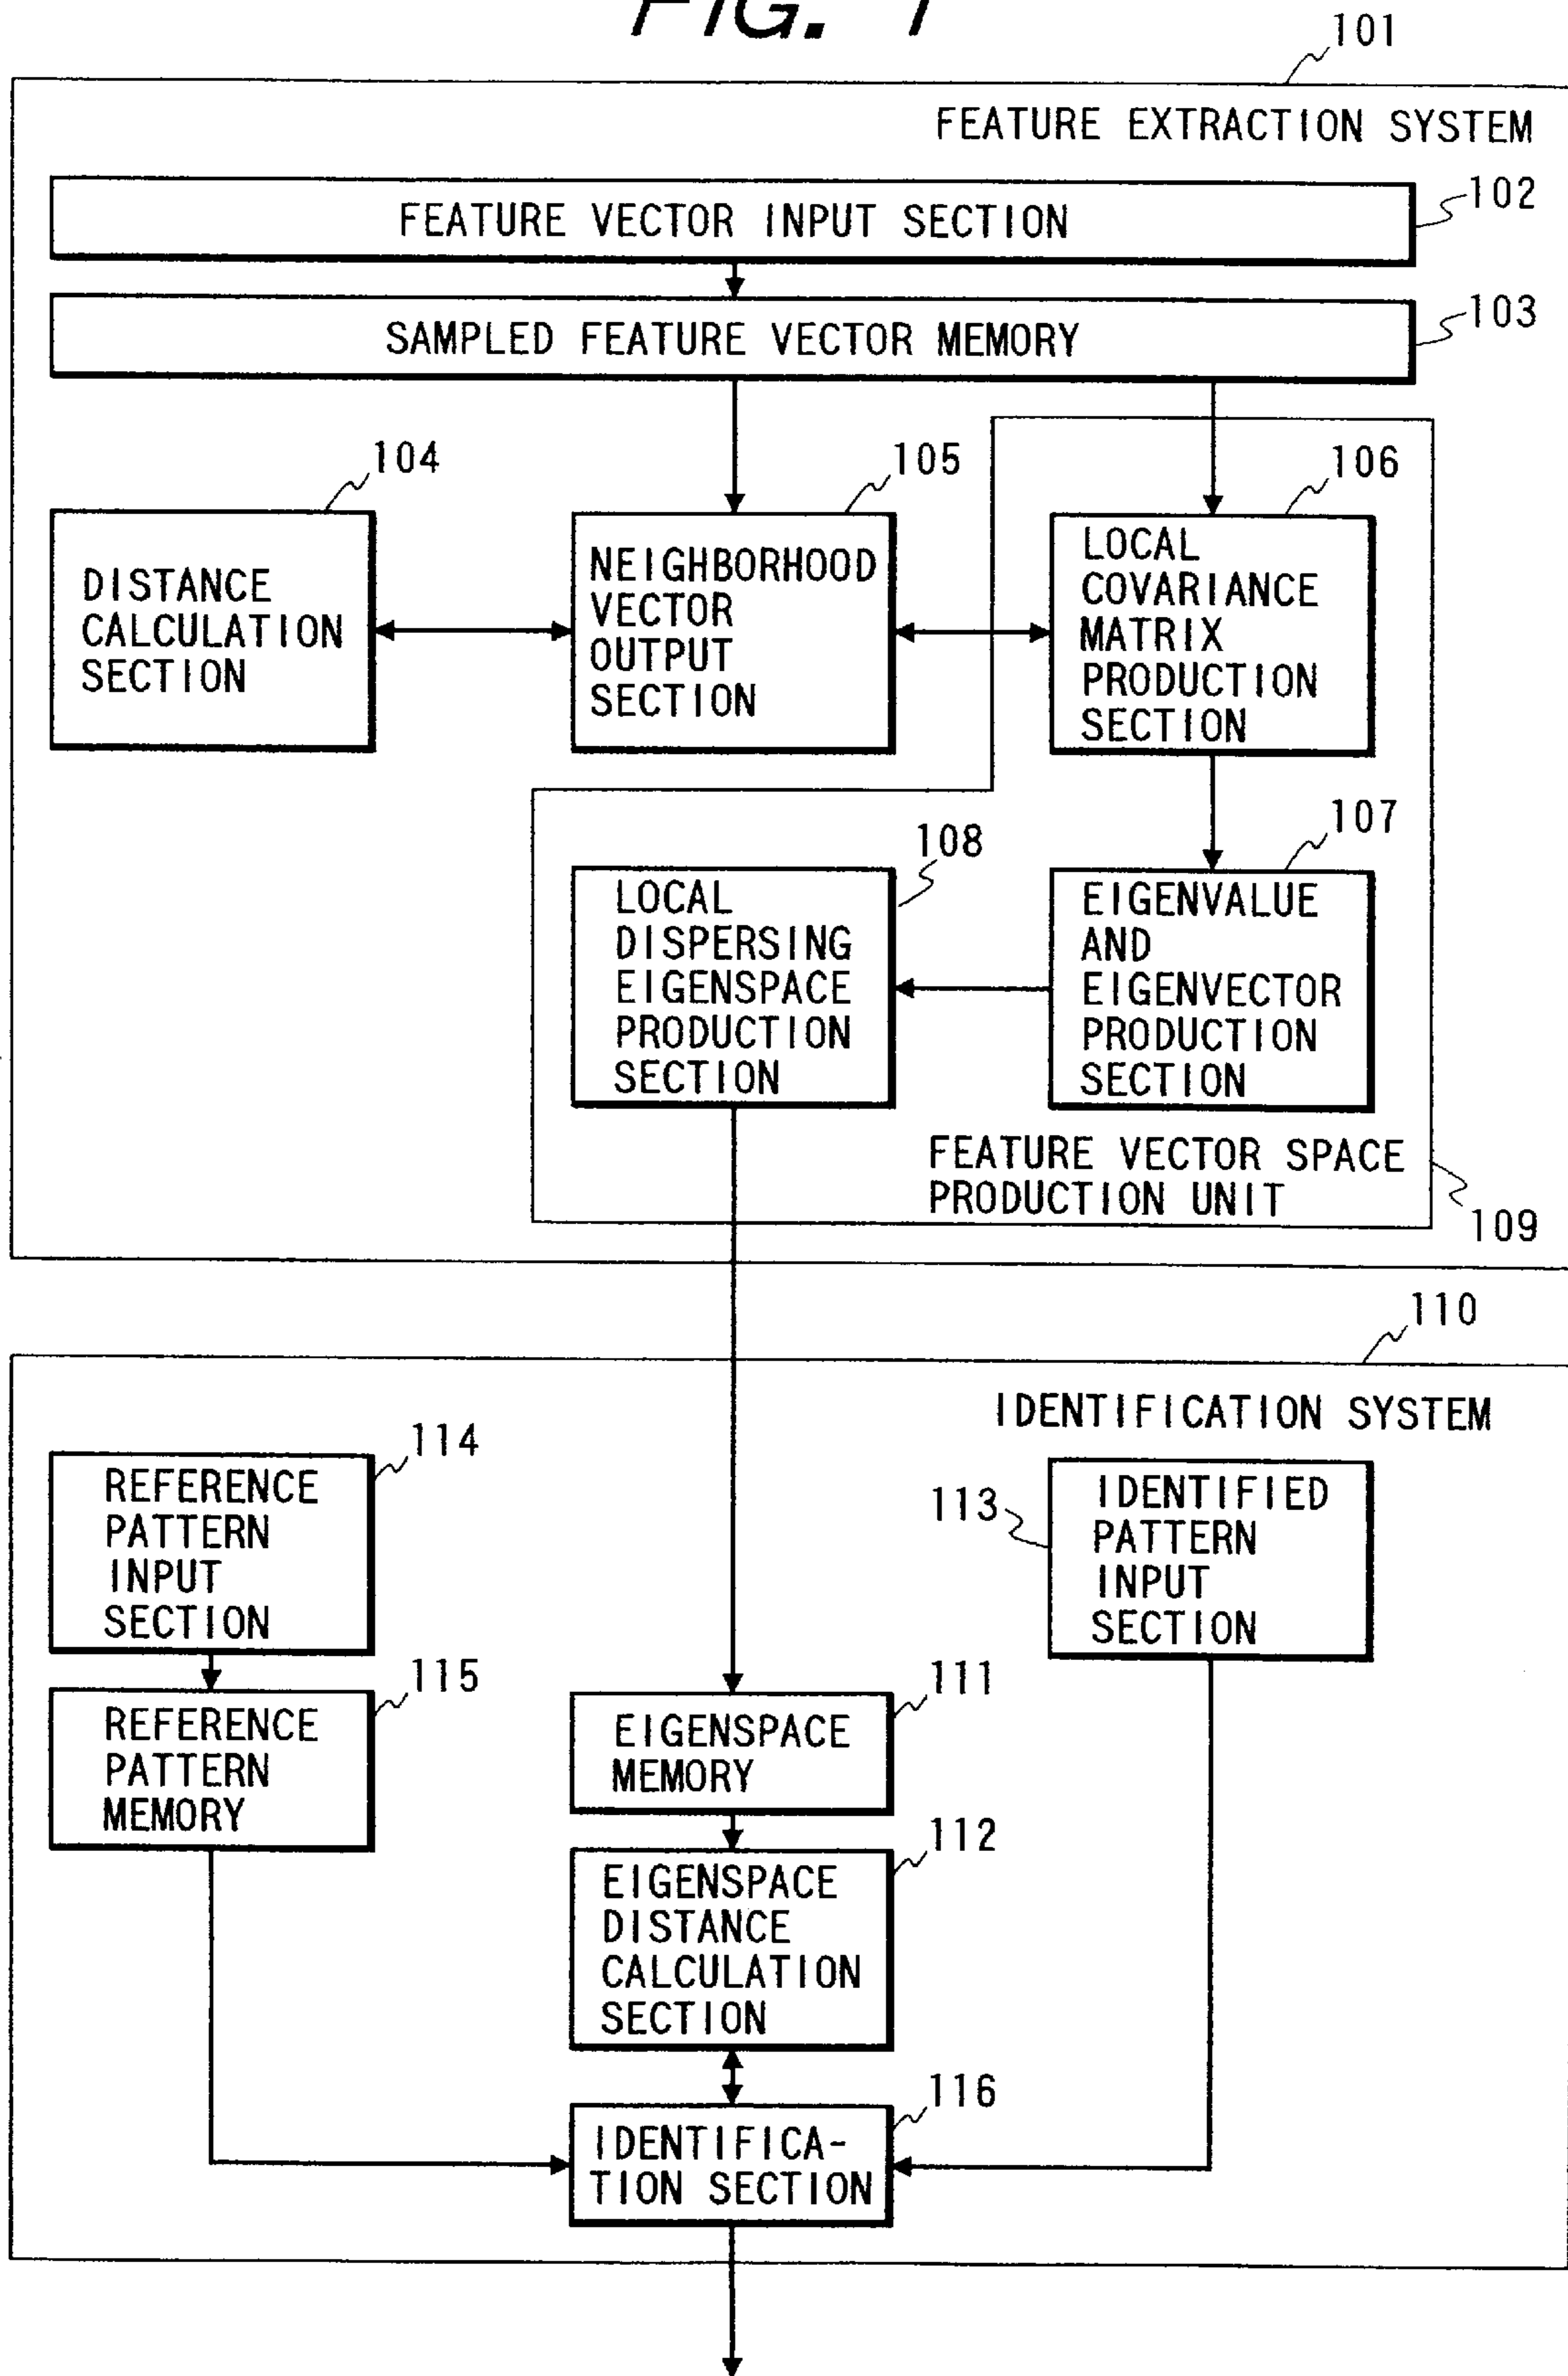 FIG. 1
101
FEATURE EXTRACTION SYSTEM
FEATURE VECTOR INPUT SECTION
102
SAMPLED FEATURE VECTOR MEMORY
103
104
DISTANCE
CALCULATION
SECTION
105
NEIGHBORHOOD
VECTOR
OUTPUT
SECTION
106
LOCAL
COVARIANCE
MATRIX
PRODUCTION
SECTION
107
EIGENVALUE
AND
EIGENVECTOR
PRODUCTION
SECTION
108
LOCAL
DISPERSING
EIGENSPACE
PRODUCTION
SECTION
FEATURE VECTOR SPACE
PRODUCTION UNIT
109
110
IDENTIFICATION SYSTEM
114
REFERENCE
PATTERN
INPUT
SECTION
113
IDENTIFIED
PATTERN
INPUT
SECTION
115
REFERENCE
PATTERN
MEMORY
111
EIGENSPACE
MEMORY
112
EIGENSPACE
DISTANCE
CALCULATION
SECTION
116
IDENTIFICA-
TION SECTION